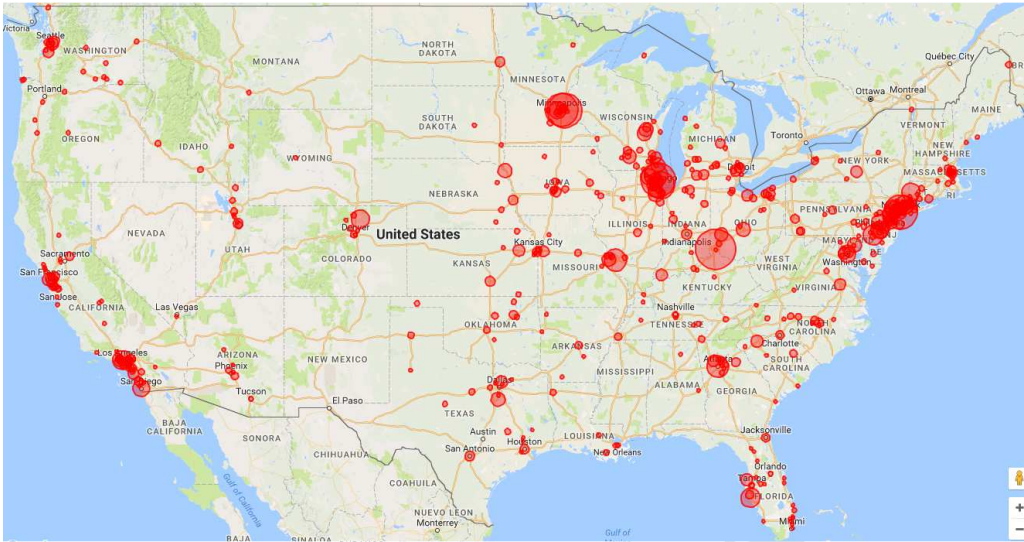 Québec City
Victoria
Seattle
WASHINGTON
NORTH
DAKOTA
MONTANA
MINNESOTA
Portland
Ottawa
Montreal
MAINE
Minneapolis
SOUTH
DAKOTA
WISCONSIN
VERMONT
Toronto
MICHIGAN
OREGON
IDAHO
NEW
HAMPSHIRE
WYOMING
Detroit
NEW YORK
MASSACHUSETTS
IOWA
RI
NEBRASKA
PENNSYLVANIA
ILLINOIS
INDIANA
OHIO
NJ
NEVADA
Denver
United States
Indianapolis
MARYLAND
DE
UTAH
Kansas City
Sacramento
COLORADO
KANSAS
MISSOURI
WEST
VIRGINIA
Washington
San Francisco
San Jose
KENTUCKY
VIRGINIA
CALIFORNIA
Las Vegas
Nashville
OKLAHOMA
TENNESSEE
NORTH
CAROLINA
Charlotte
ARKANSAS
Los Angeles
ARIZONA
Phoenix
NEW MEXICO
Atlanta
SOUTH
CAROLINA
MISSISSIPPI
San Diego
Dallas
ALABAMA
GEORGIA
Tucson
El Paso
TEXAS
BAJA
CALIFORNIA
Austin
LOUISIANA
Jacksonville
SONORA
San Antonio
Houston
New Orleans
CHIHUAHUA
Orlando
Tampa
Gulf of California
COAHUILA
FLORIDA
NUEVO LEON
Monterrey
Miami
Gulf of
BAJA
SINALOA